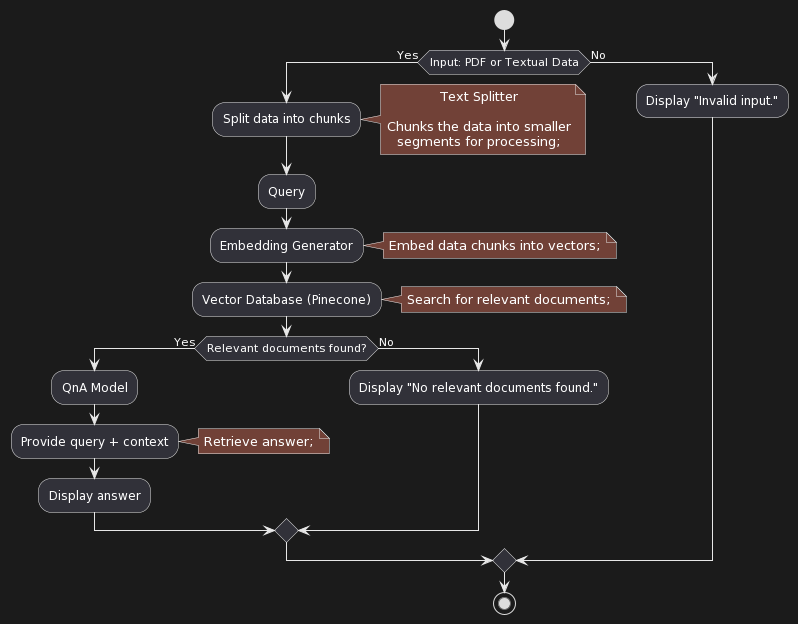 Yes
Input: PDF or Textual Data
No
Split data into chunks
Text Splitter
Chunks the data into smaller
segments for processing;
Display "Invalid input."
Query
Embedding Generator
Embed data chunks into vectors;
Vector Database (Pinecone)
Search for relevant documents;
Yes
Relevant documents found?
No
QnA Model
Display "No relevant documents found."
Provide query + context
Retrieve answer;
Display answer